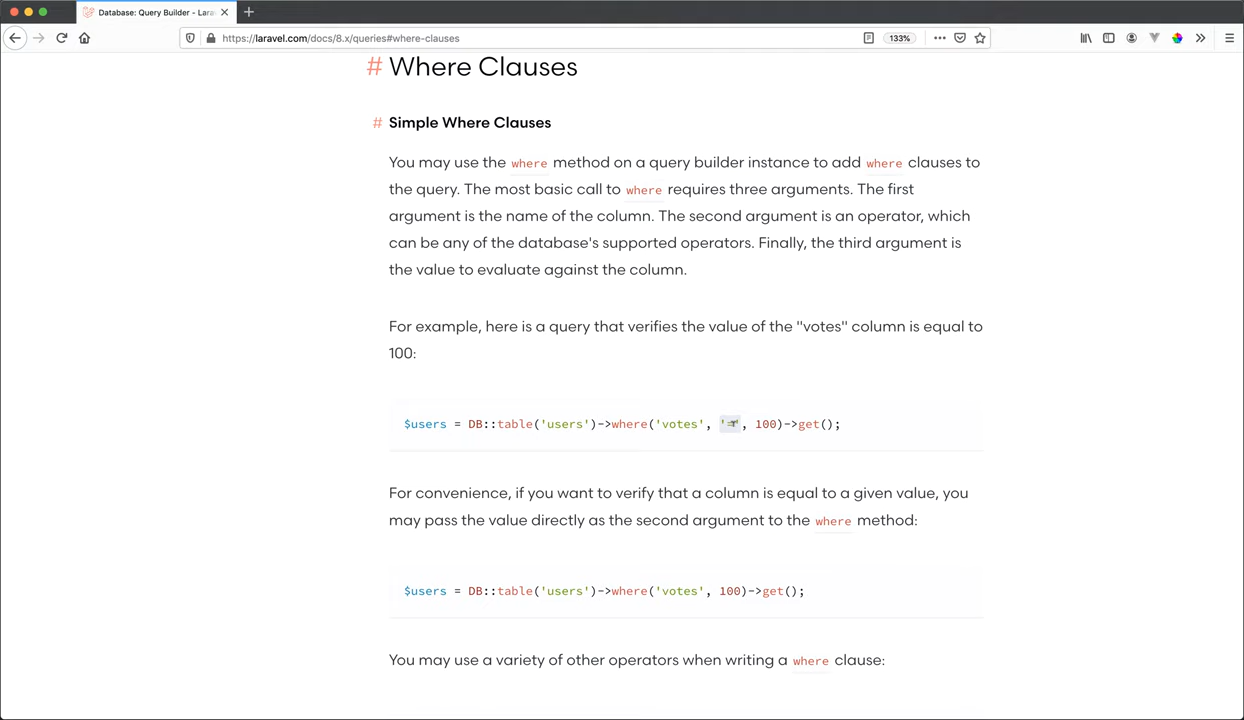 Database: Query Builder - Lara
https://laravel.com/docs/8.x/queries#where-clauses
133%
# Where Clauses
# Simple Where Clauses
You may use the where method on a query builder instance to add where clauses to
the query. The most basic call to where requires three arguments. The first
argument is the name of the column. The second argument is an operator, which
can be any of the database's supported operators. Finally, the third argument is
the value to evaluate against the column.
For example, here is a query that verifies the value of the "votes" column is equal to
100:
$users = DB::table('users')->where('votes', '=', 100)->get();
For convenience, if you want to verify that a column is equal to a given value, you
may pass the value directly as the second argument to the where method:
$users = DB::table('users')->where('votes', 100)->get();
You may use a variety of other operators when writing a where clause: